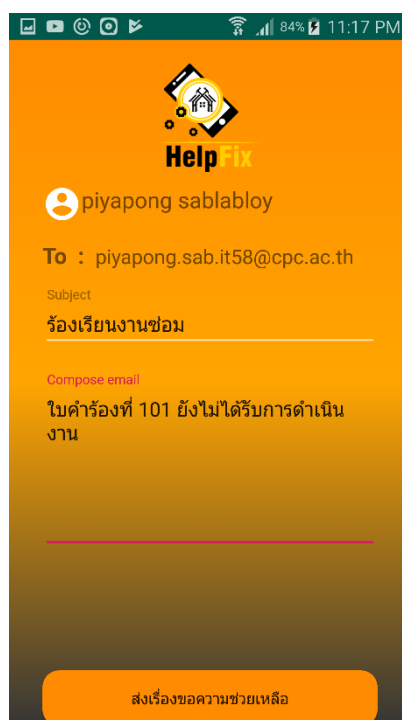 84% 11:17 PM
HelpFix
piyapong sablabloy
To : piyapong.sab.it58@cpc.ac.th
Subject
ร้องเรียนงานซ่อม
Compose email
ใบคำร้องที่ 101 ยังไม่ได้รับการดำเนิน
งาน
ส่งเรื่องขอความช่วยเหลือ